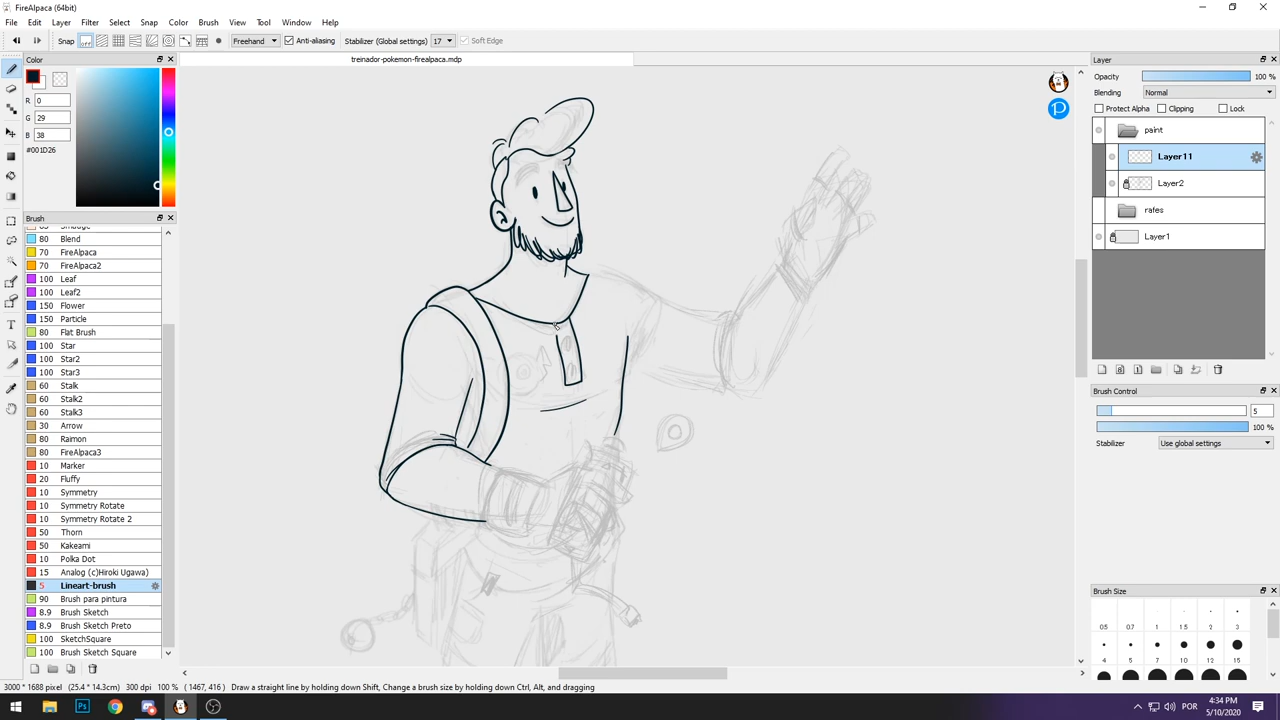 FireAlpaca (64bit)
File Edit Layer Filter Select Snap Color Brush View Tool Window Help
Snap OFF Freehand Anti-aliasing Stabilizer (Global settings) 17 Soft Edge
treinador-pokemon-firealpaca.mdp
Color
R 0
G 29
B 38
#001D26
Brush
80 Blend
70 FireAlpaca
70 FireAlpaca2
100 Leaf
100 Leaf2
150 Flower
150 Particle
80 Flat Brush
50 Star
50 Star2
100 Star3
60 Stalk
60 Stalk2
60 Stalk3
30 Arrow
80 Raimon
80 FireAlpaca3
10 Marker
20 Fluffy
10 Symmetry
10 Symmetry Rotate
10 Symmetry Rotate 2
50 Thorn
50 Kakeami
10 Polka Dot
15 Analog (c)Hiroki Ugawa)
5 Lineart-brush
90 Brush para pintura
8.9 Brush Sketch
8.9 Brush Sketch Preto
100 SketchSquare
100 Brush Sketch Square
Layer
Opacity 100 %
Blending Normal
Protect Alpha Clipping Lock
paint
Layer11
Layer2
rafes
Layer1
Brush Control
5
100 %
Stabilizer Use global settings
Brush Size
0.5 0.7 1 1.5 2 3
4 5 7 10 12 15
3000 * 1688 pixel (25.4 * 14.3cm) 300 dpi 100 % (1467, 416) Draw a straight line by holding down Shift, Change a brush size by holding down Ctrl, Alt, and dragging
POR
4:34 PM
5/10/2020